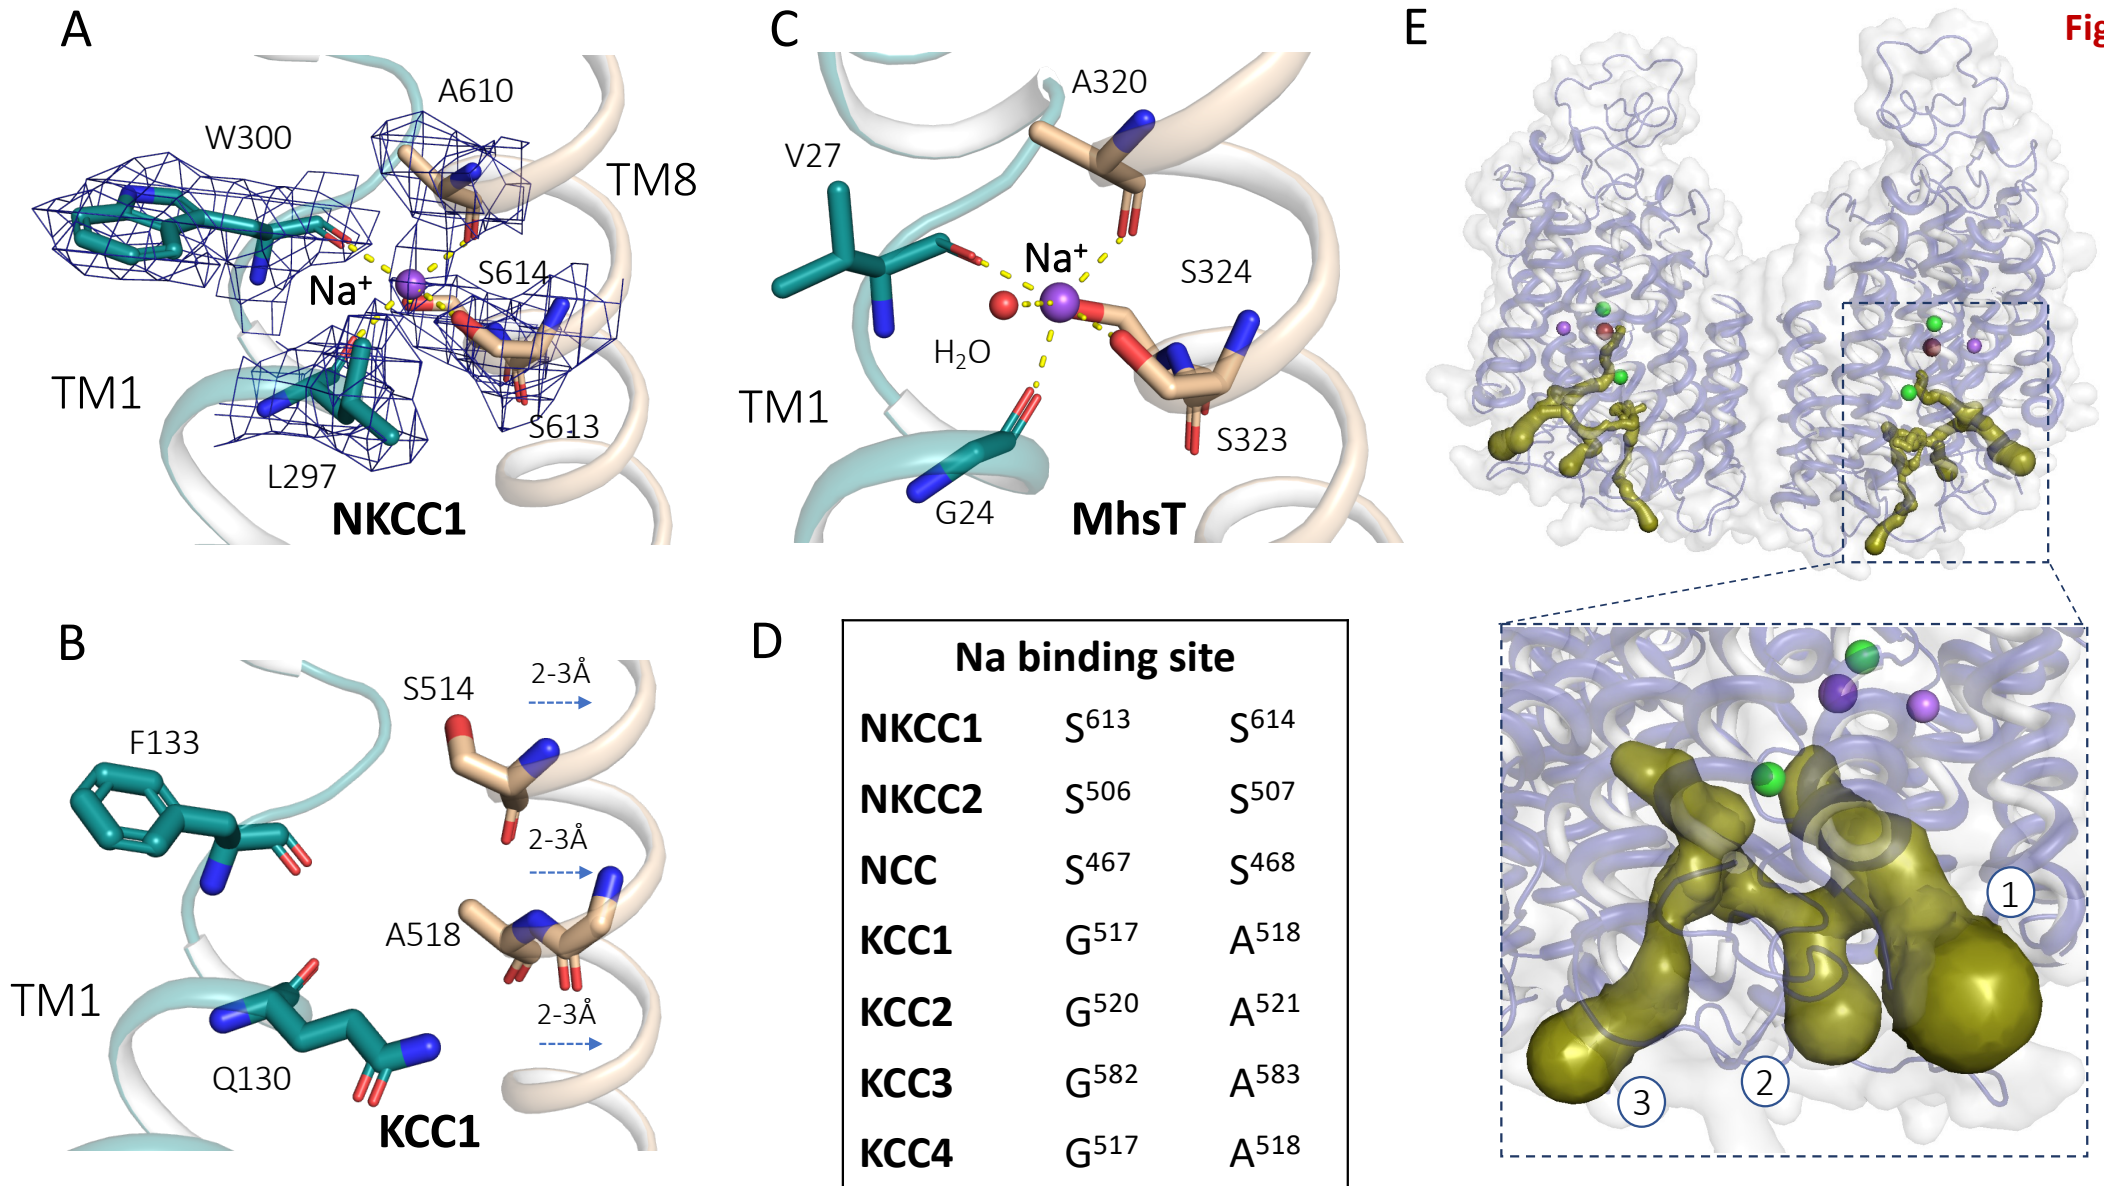 A
A610
W300
TM8
Na⁺
S614
TM1
S613
L297
NKCC1
B
S514
2-3Å
F133
2-3Å
A518
TM1
2-3Å
Q130
KCC1
C
A320
V27
Na⁺
S324
H₂O
TM1
S323
G24
MhsT
D
Na binding site
NKCC1 S⁶¹³ S⁶¹⁴
NKCC2 S⁵⁰⁶ S⁵⁰⁷
NCC S⁴⁶⁷ S⁴⁶⁸
KCC1 G⁵¹⁷ A⁵¹⁸
KCC2 G⁵²⁰ A⁵²¹
KCC3 G⁵⁸² A⁵⁸³
KCC4 G⁵¹⁷ A⁵¹⁸
E
Fig
1
2
3